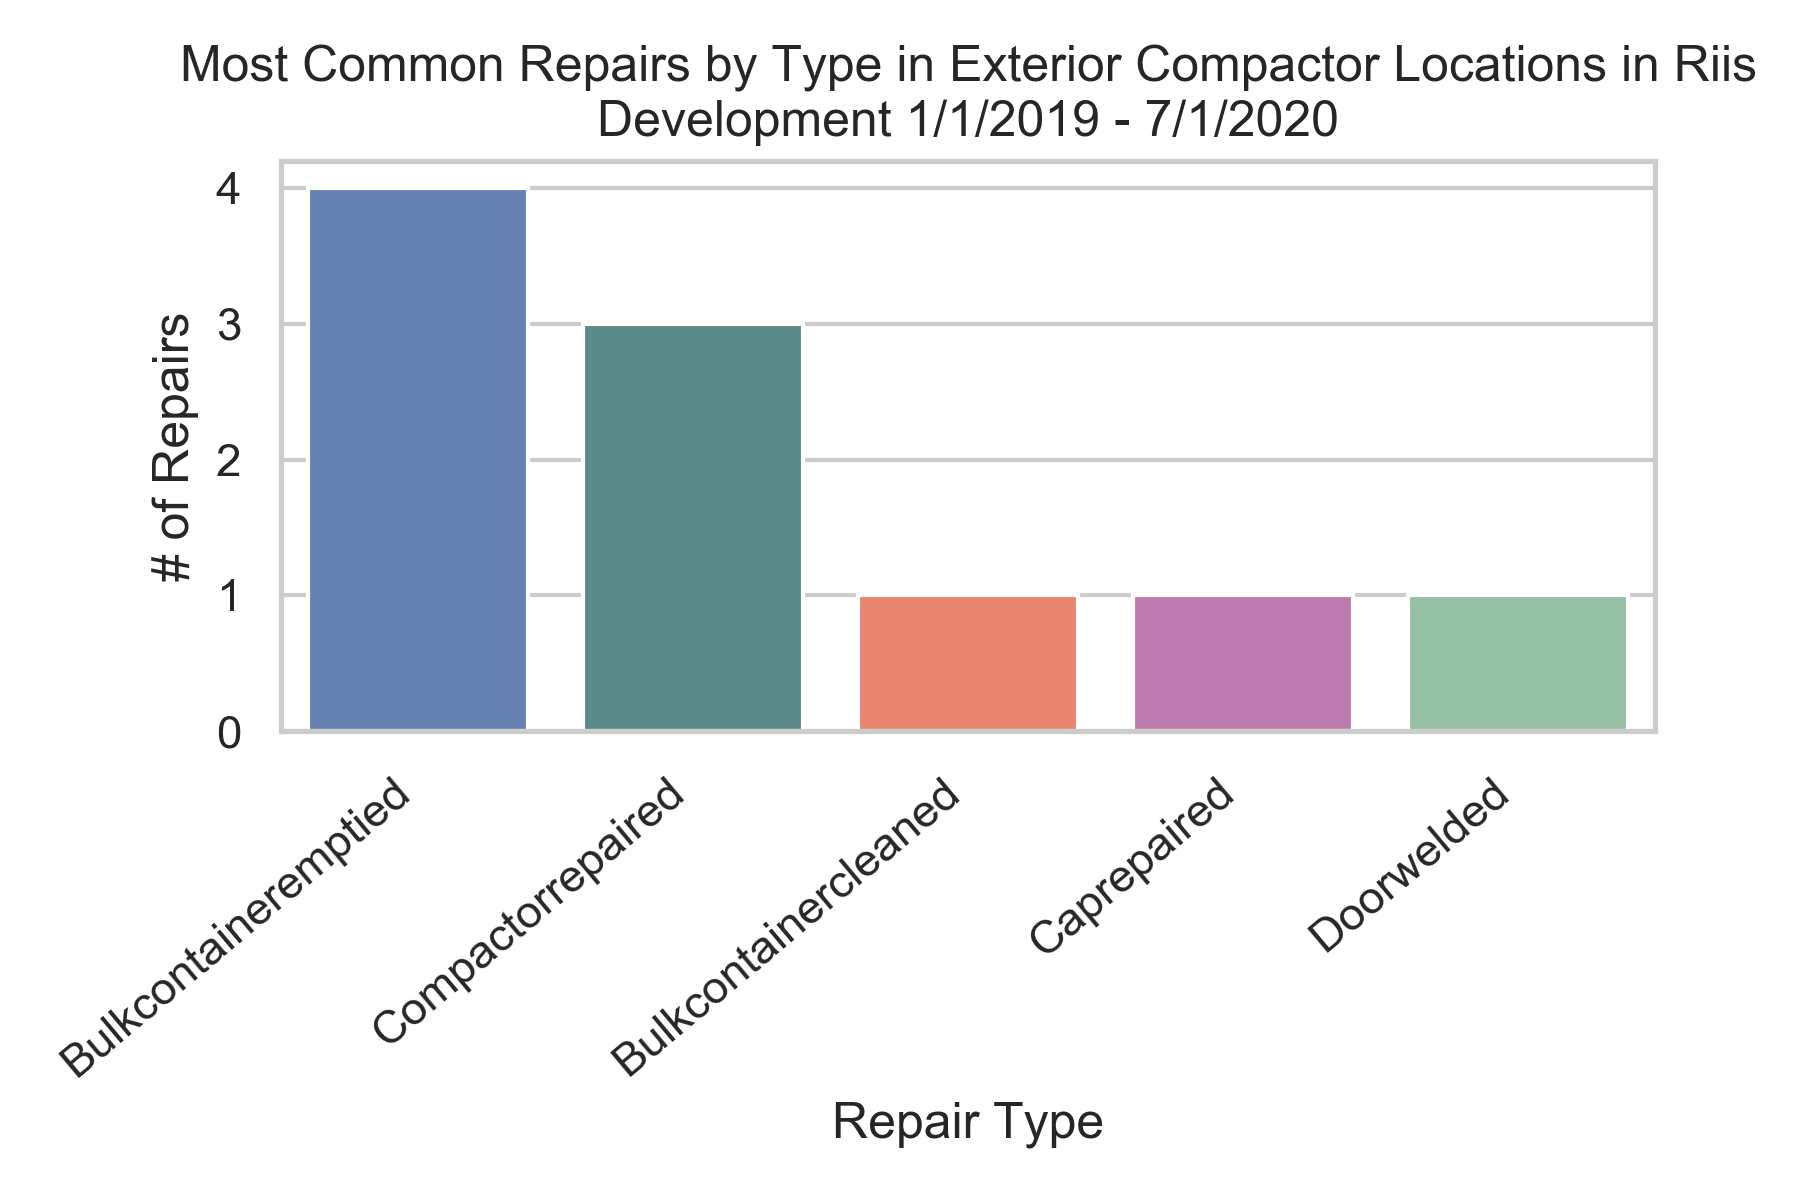 Most Common Repairs by Type in Exterior Compactor Locations in Riis
Development 1/1/2019 - 7/1/2020
# of Repairs
4
3
2
1
0
Bulkcontaineremptied
Compactorrepaired
Bulkcontainercleaned
Caprepaired
Doorwelded
Repair Type